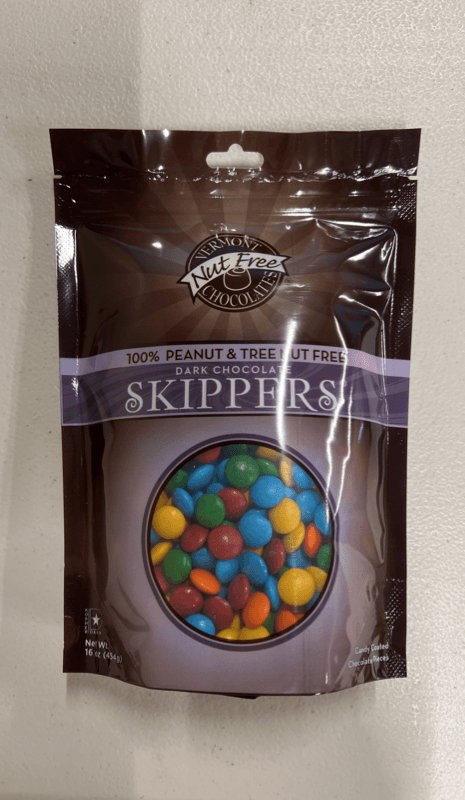 VERMONT
Nut Free
CHOCOLATES
100% PEANUT & TREE NUT FREE
DARK CHOCOLATE
SKIPPERS
Net Wt.
16 oz (454g)
Candy Coated
Chocolate Pieces